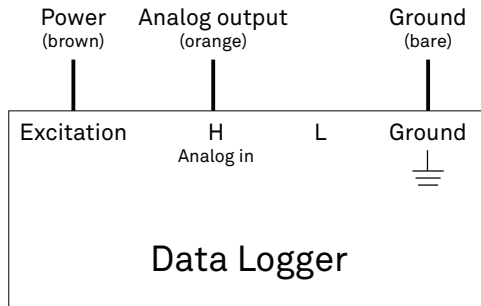 Power Analog output Ground
(brown) (orange) (bare)
Excitation H L Ground
Analog in
Data Logger